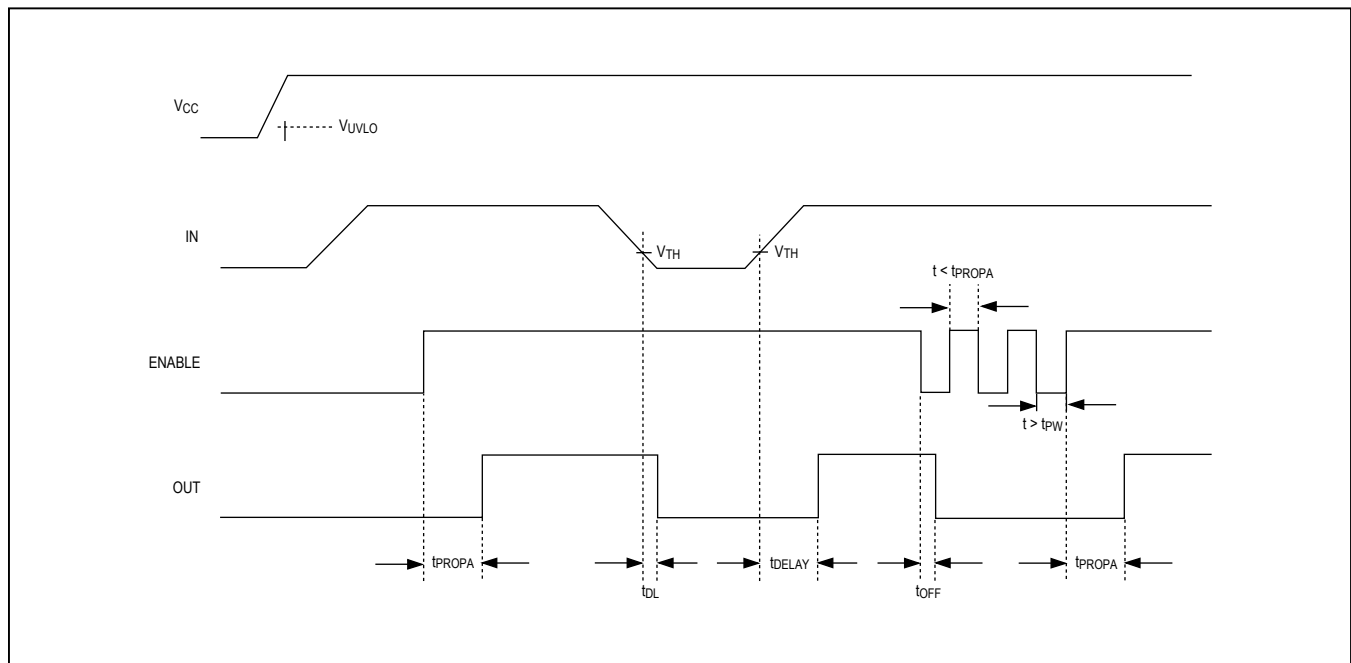 VCC
VUVLO
IN
VTH
VTH
t < tPROPA
ENABLE
t > tPW
OUT
tPROPA
tDL
tDELAY
tOFF
tPROPA